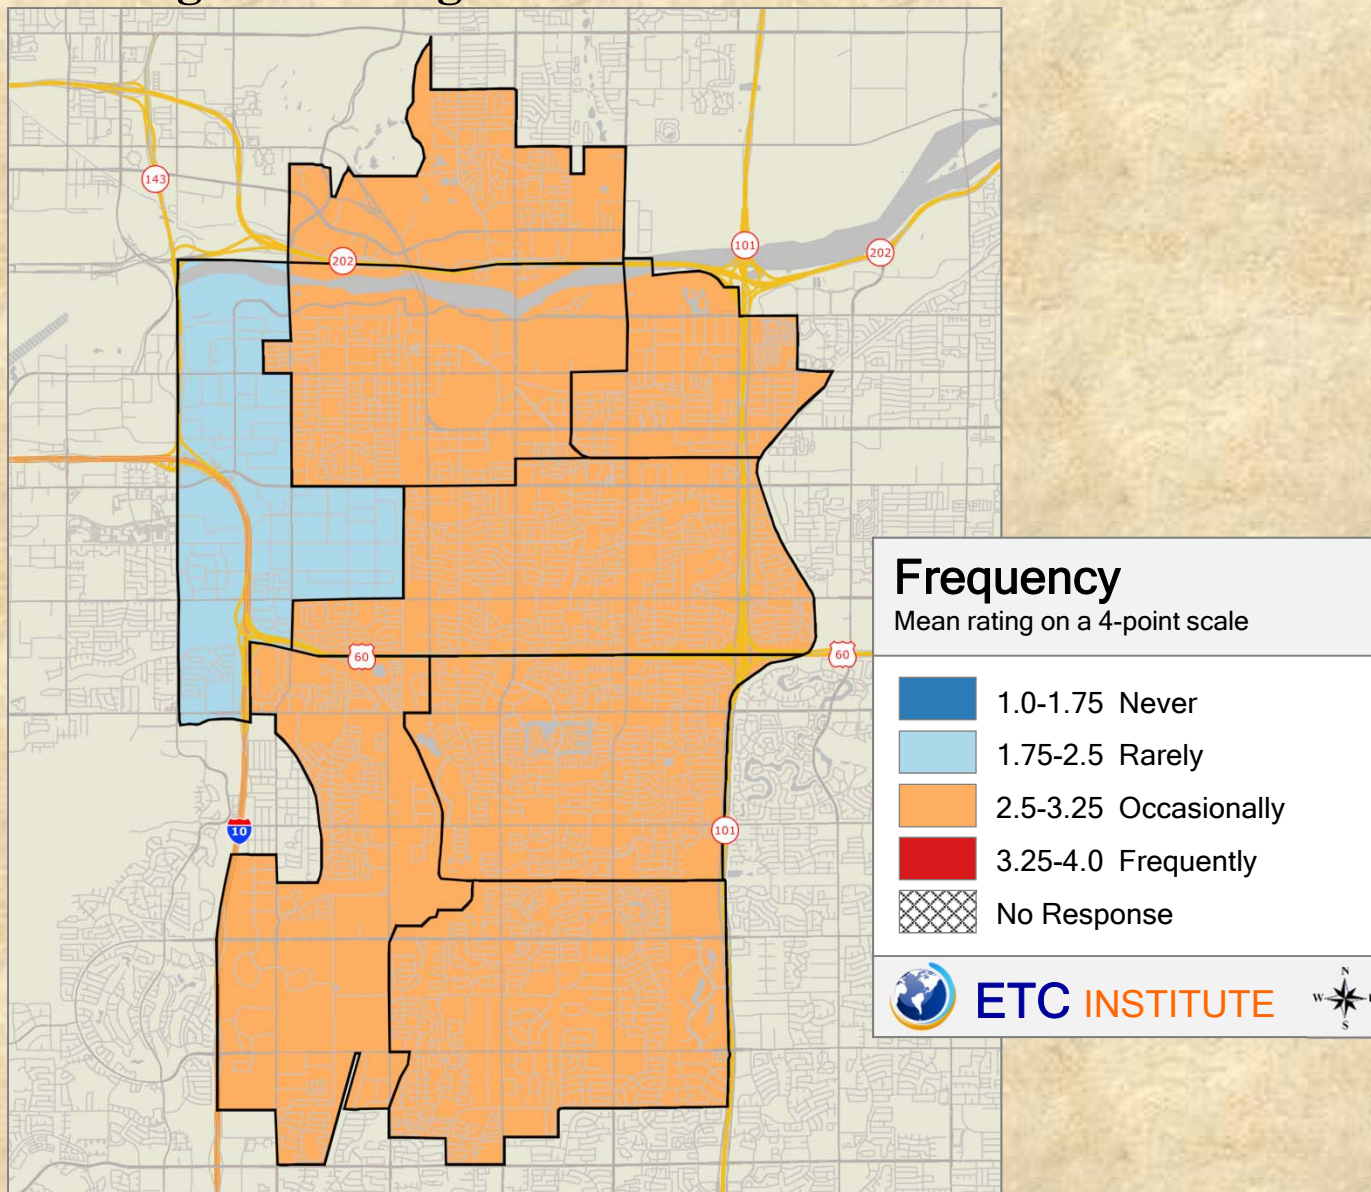 143
202
101
202
60
60
10
101
Frequency
Mean rating on a 4-point scale
1.0-1.75 Never
1.75-2.5 Rarely
2.5-3.25 Occasionally
3.25-4.0 Frequently
No Response
ETC INSTITUTE
N
W
S